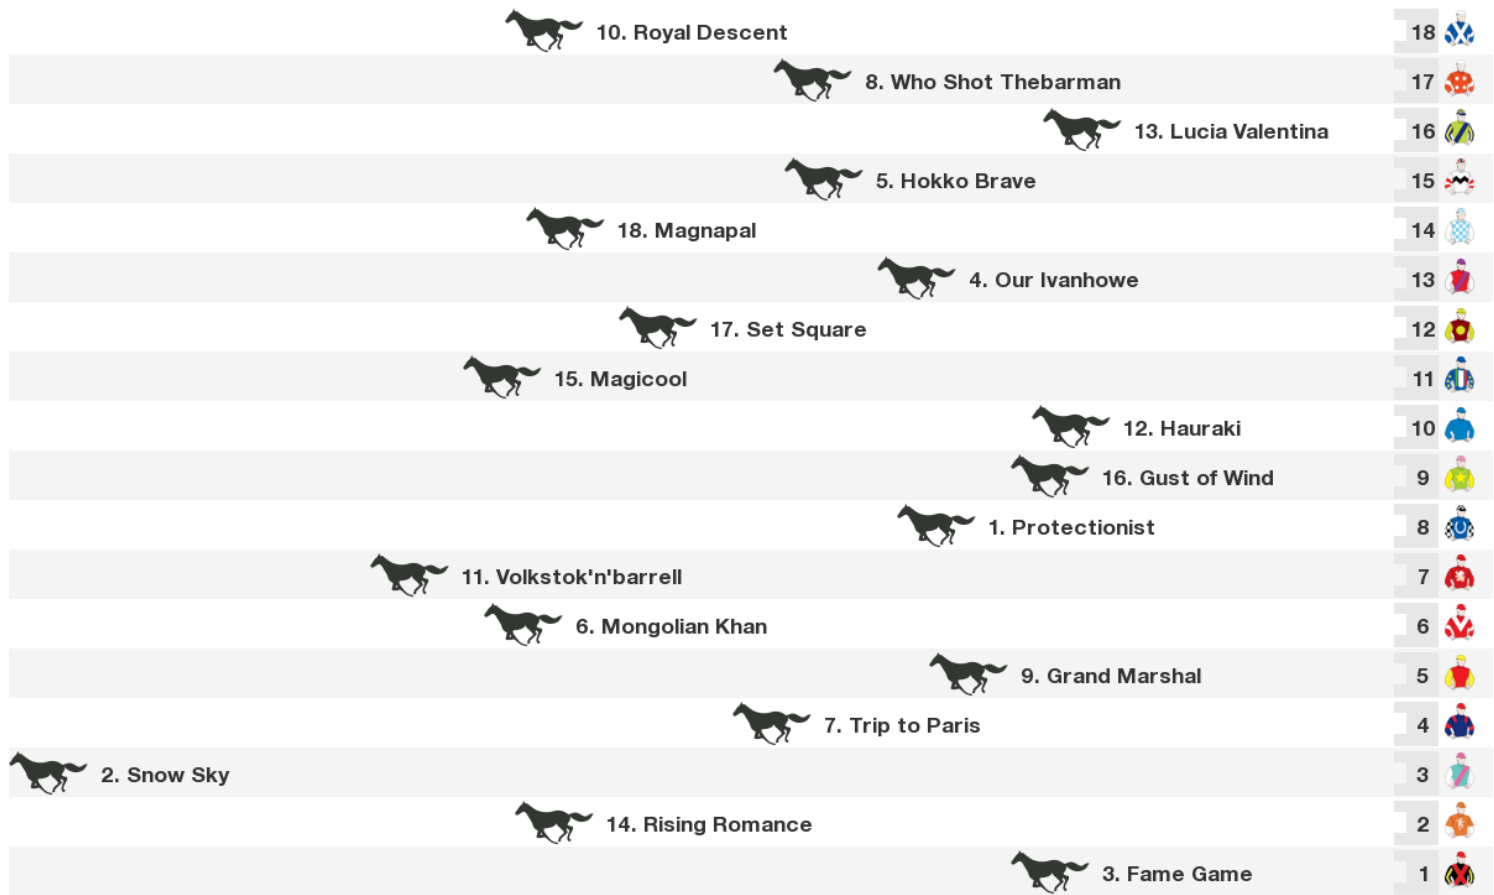 10. Royal Descent 18
8. Who Shot Thebarman 17
13. Lucia Valentina 16
5. Hokko Brave 15
18. Magnapal 14
4. Our Ivanhowe 13
17. Set Square 12
15. Magicool 11
12. Hauraki 10
16. Gust of Wind 9
1. Protectionist 8
11. Volkstok'n'barrell 7
6. Mongolian Khan 6
9. Grand Marshal 5
7. Trip to Paris 4
2. Snow Sky 3
14. Rising Romance 2
3. Fame Game 1